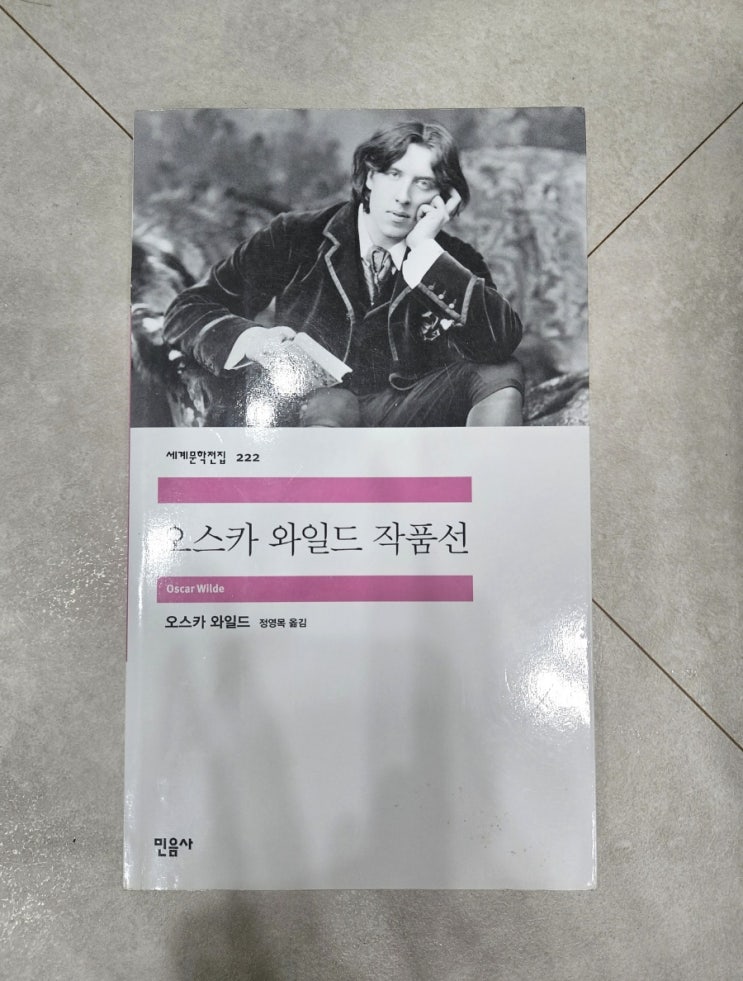 세계문학전집 222
오스카 와일드 작품선
Oscar Wilde
오스카 와일드 정영목 옮김
민음사